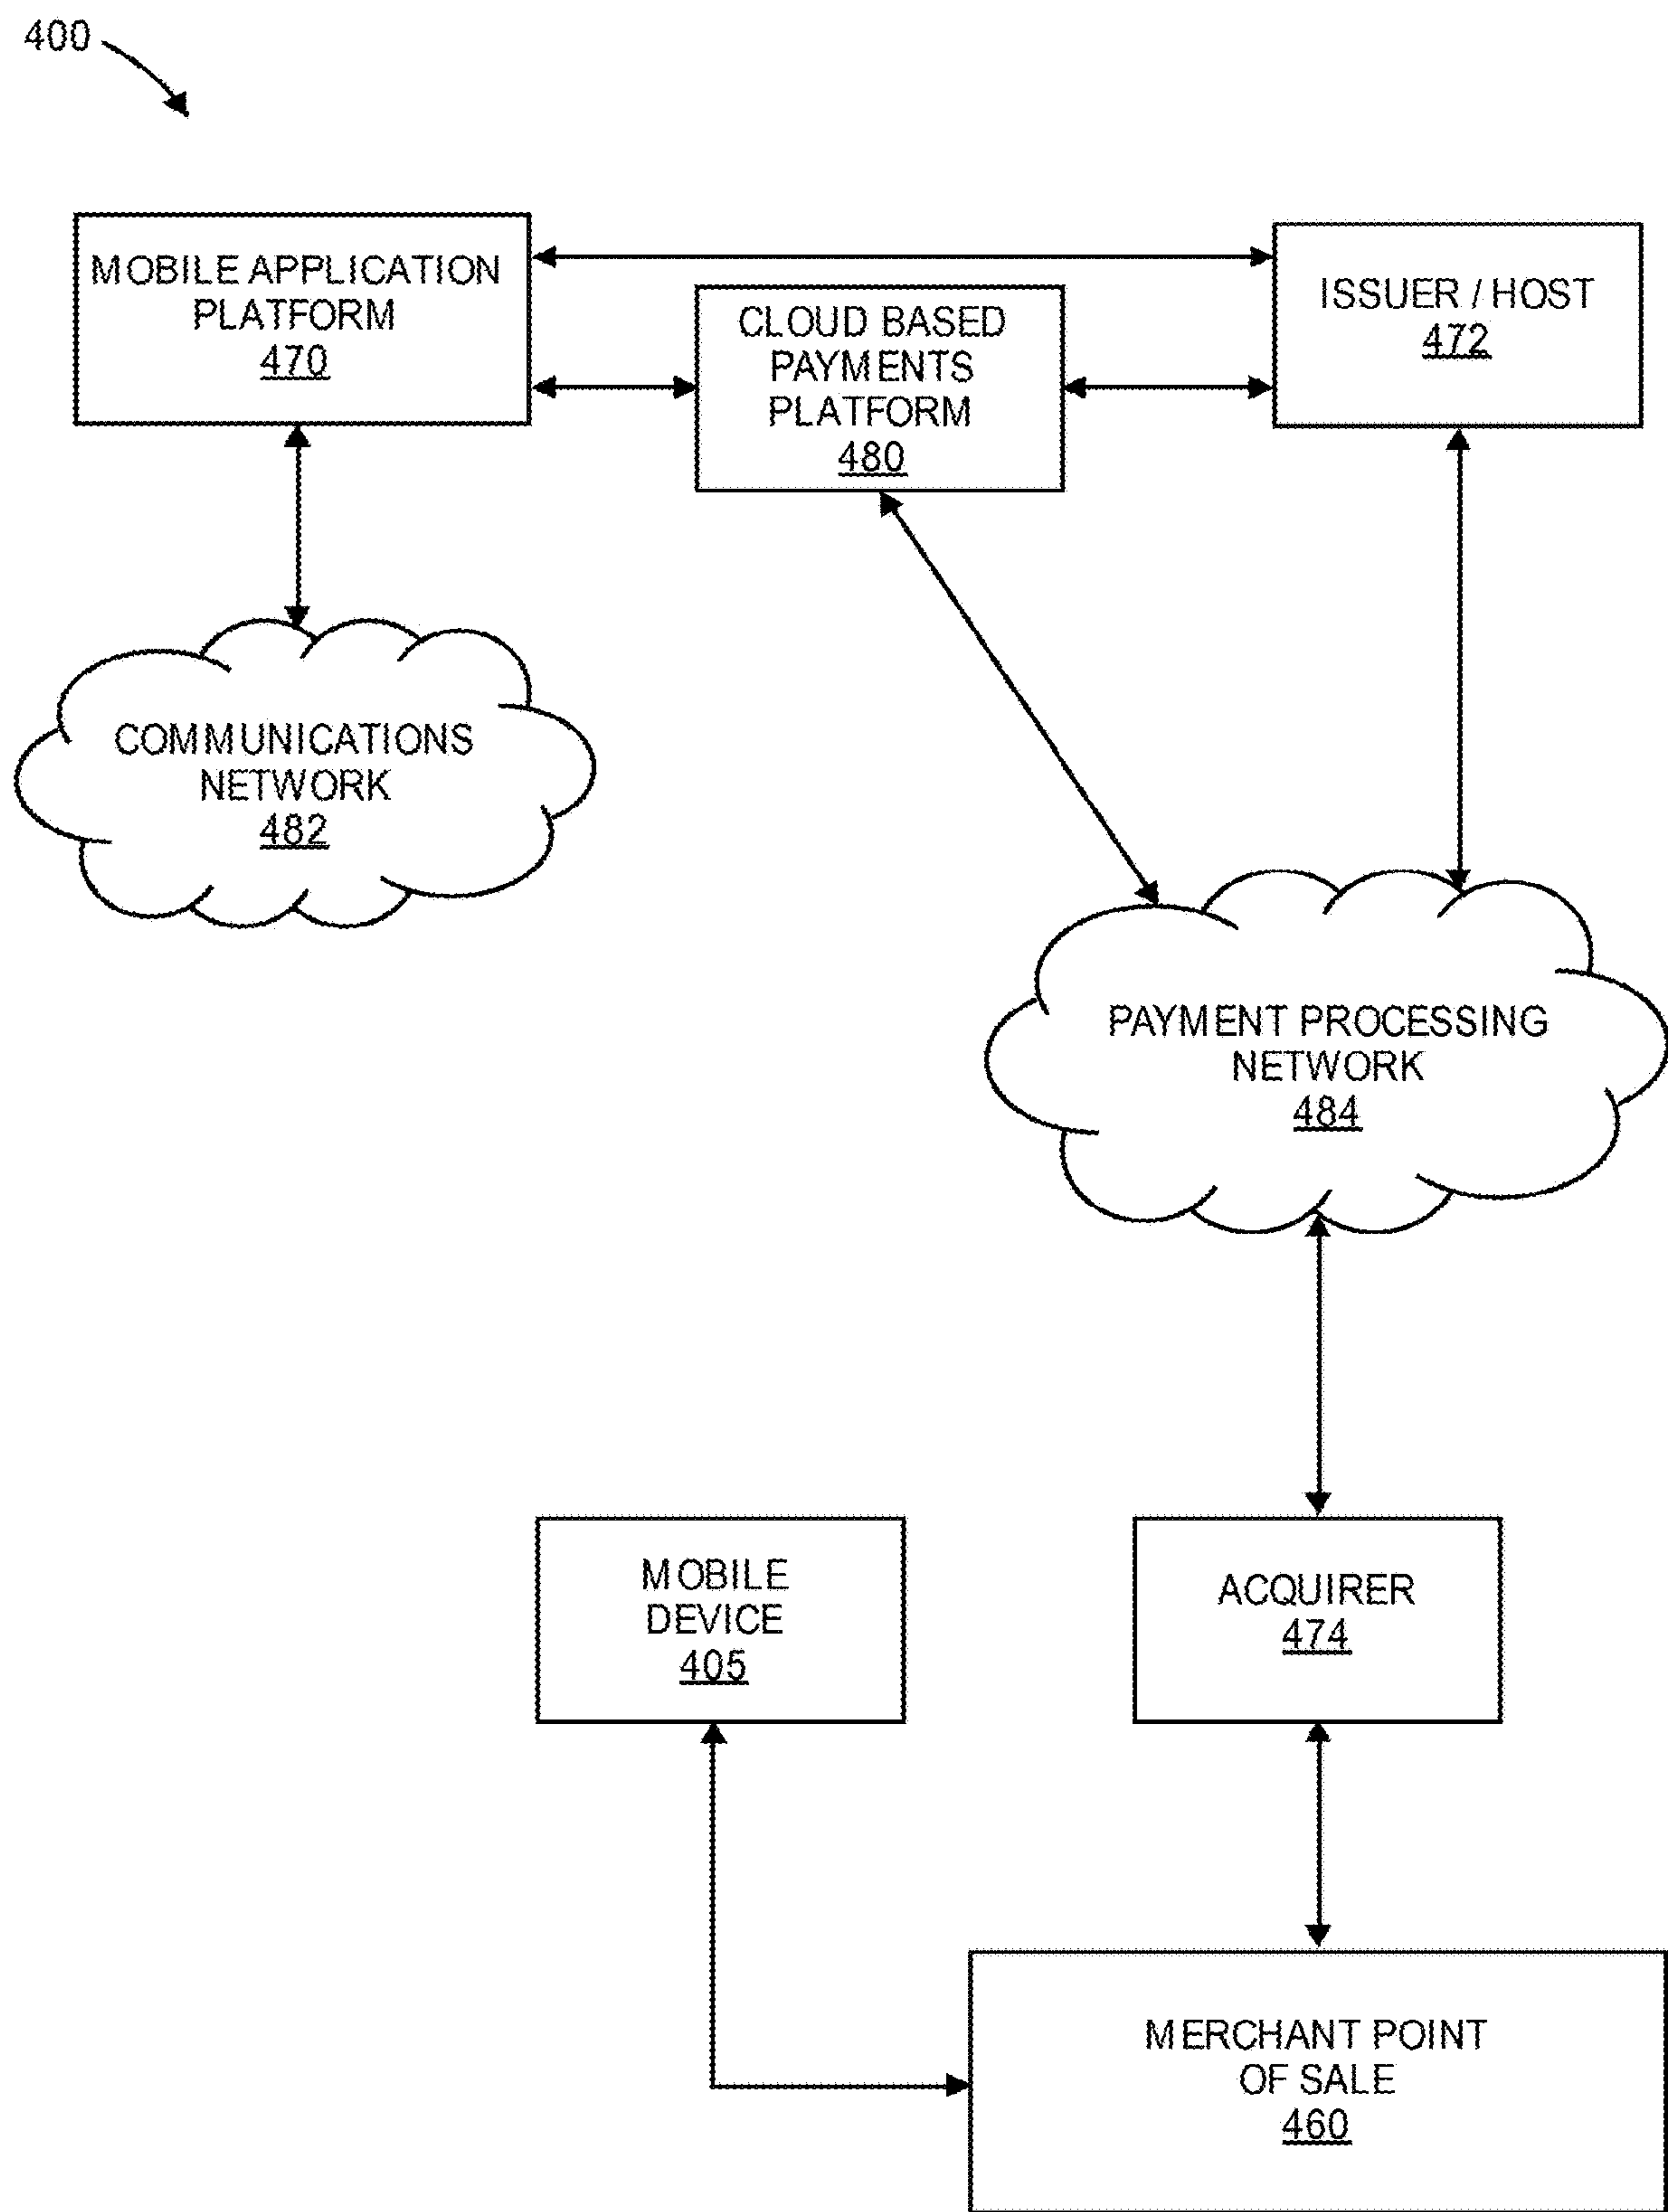 400
MOBILE APPLICATION
PLATFORM
470
CLOUD BASED
PAYMENTS
PLATFORM
480
ISSUER / HOST
472
COMMUNICATIONS
NETWORK
482
PAYMENT PROCESSING
NETWORK
484
MOBILE
DEVICE
405
ACQUIRER
474
MERCHANT POINT
OF SALE
460